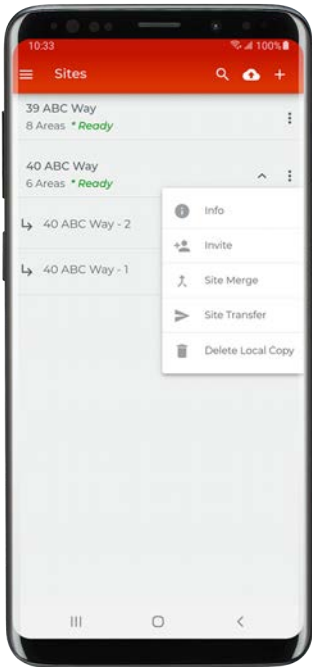 10:33
100%
Sites
39 ABC Way
8 Areas * Ready
40 ABC Way
6 Areas * Ready
Info
40 ABC Way - 2
Invite
40 ABC Way - 1
Site Merge
Site Transfer
Delete Local Copy